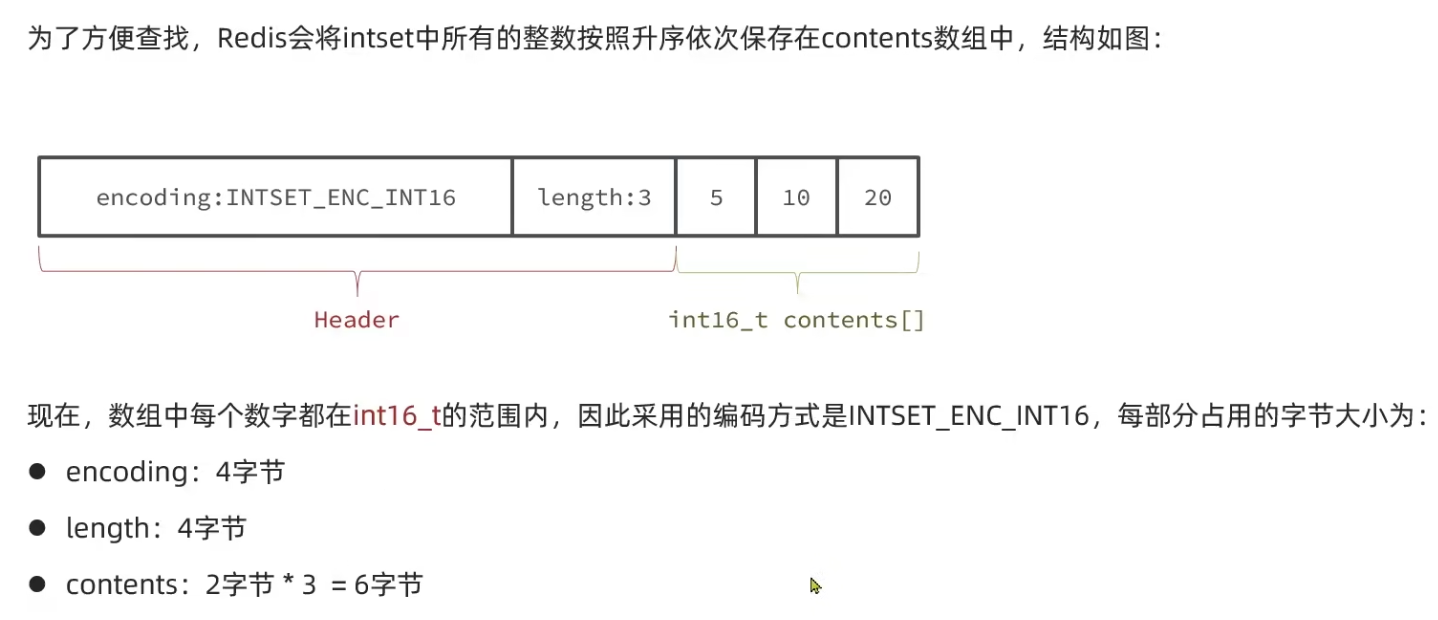 为了方便查找，Redis会将intset中所有的整数按照升序依次保存在contents数组中，结构如图：
encoding:INTSET_ENC_INT16 length:3 5 10 20
Header int16_t contents[]
现在，数组中每个数字都在int16_t的范围内，因此采用的编码方式是INTSET_ENC_INT16，每部分占用的字节大小为：
● encoding：4字节
● length：4字节
● contents：2字节 * 3 = 6字节